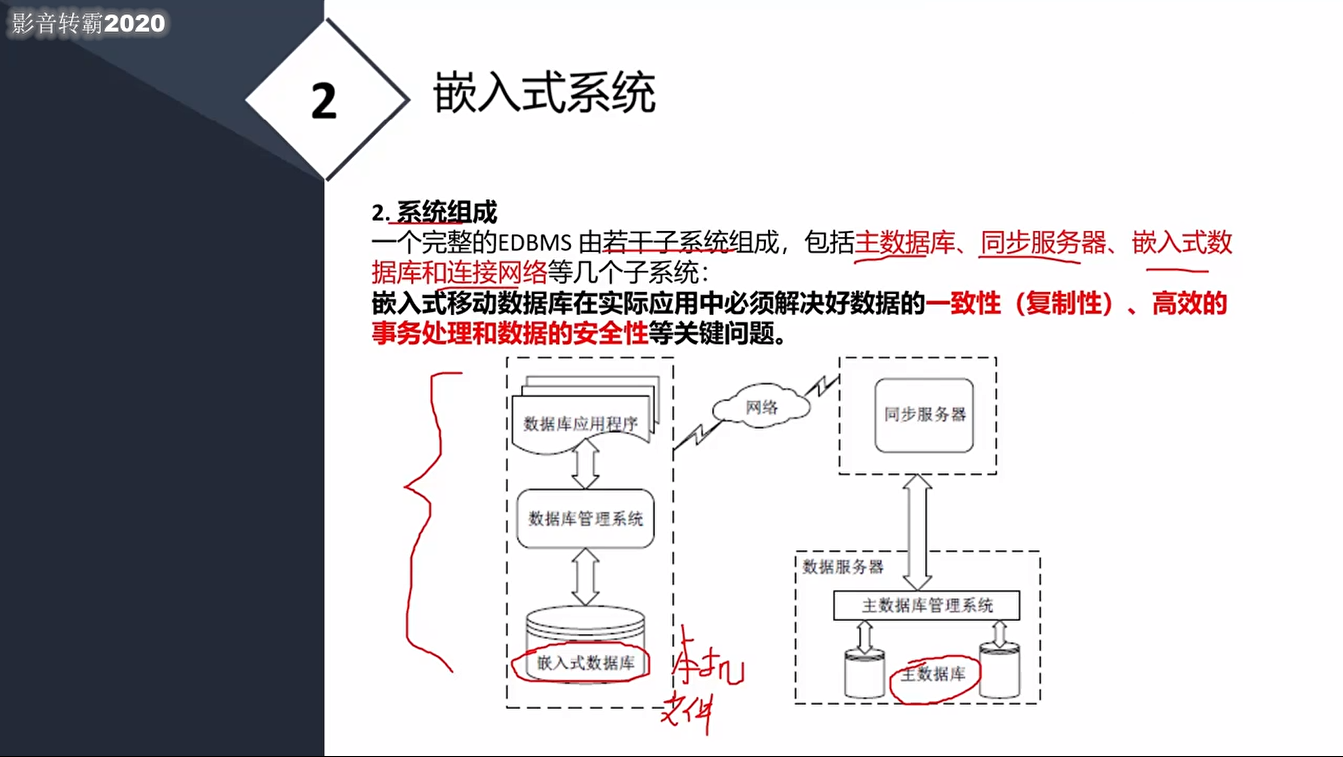 影音转霸2020
2
嵌入式系统
2. 系统组成
一个完整的EDBMS 由若干子系统组成，包括主数据库、同步服务器、嵌入式数
据库和连接网络等几个子系统：
嵌入式移动数据库在实际应用中必须解决好数据的一致性（复制性）、高效的
事务处理和数据的安全性等关键问题。
数据库应用程序
网络
同步服务器
数据库管理系统
数据服务器
主数据库管理系统
嵌入式数据库
主数据库
本机
文件